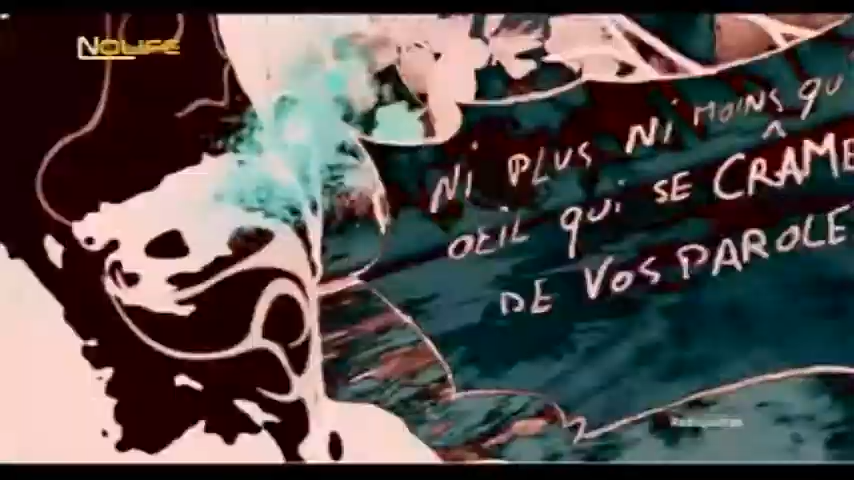 NOLIFE
Ni PLUS Ni MOiNS qu'
OEIL qui SE CRÂME
DE VOS PAROLE